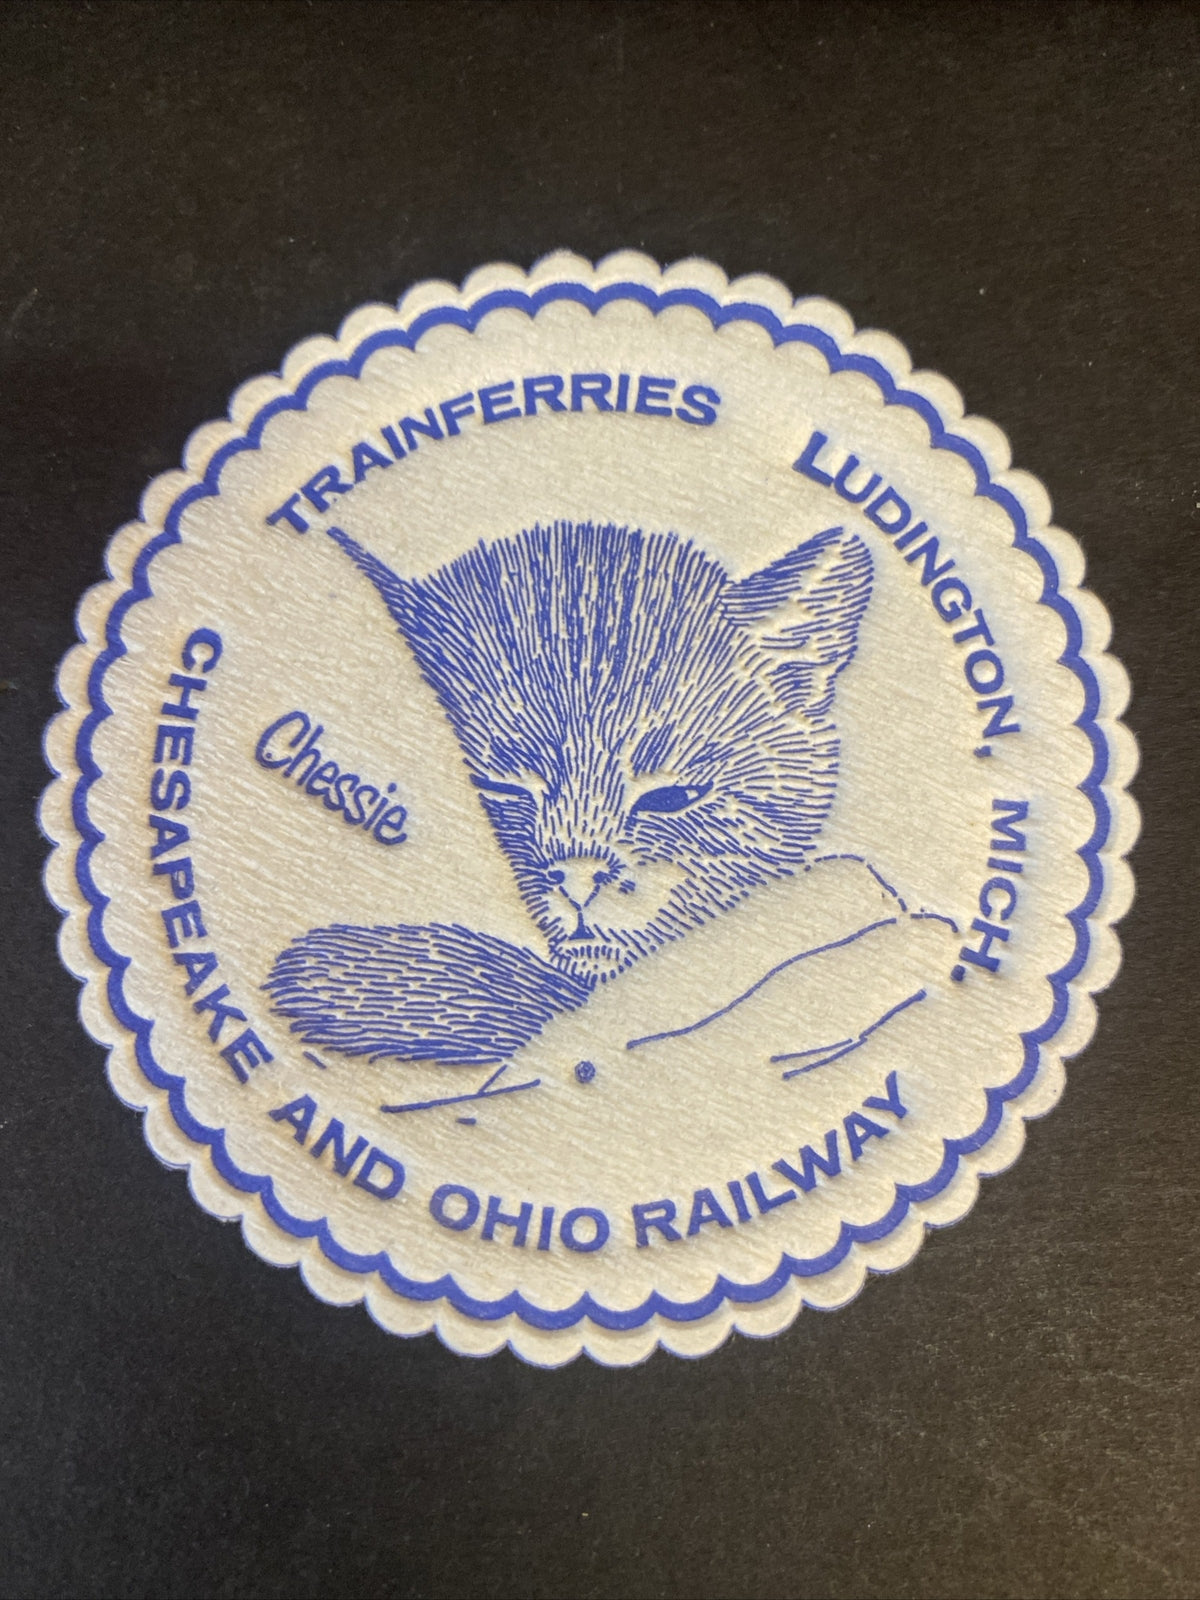 TRAINFERRIES LUDINGTON, MICH.
Chessie
CHESAPEAKE AND OHIO RAILWAY